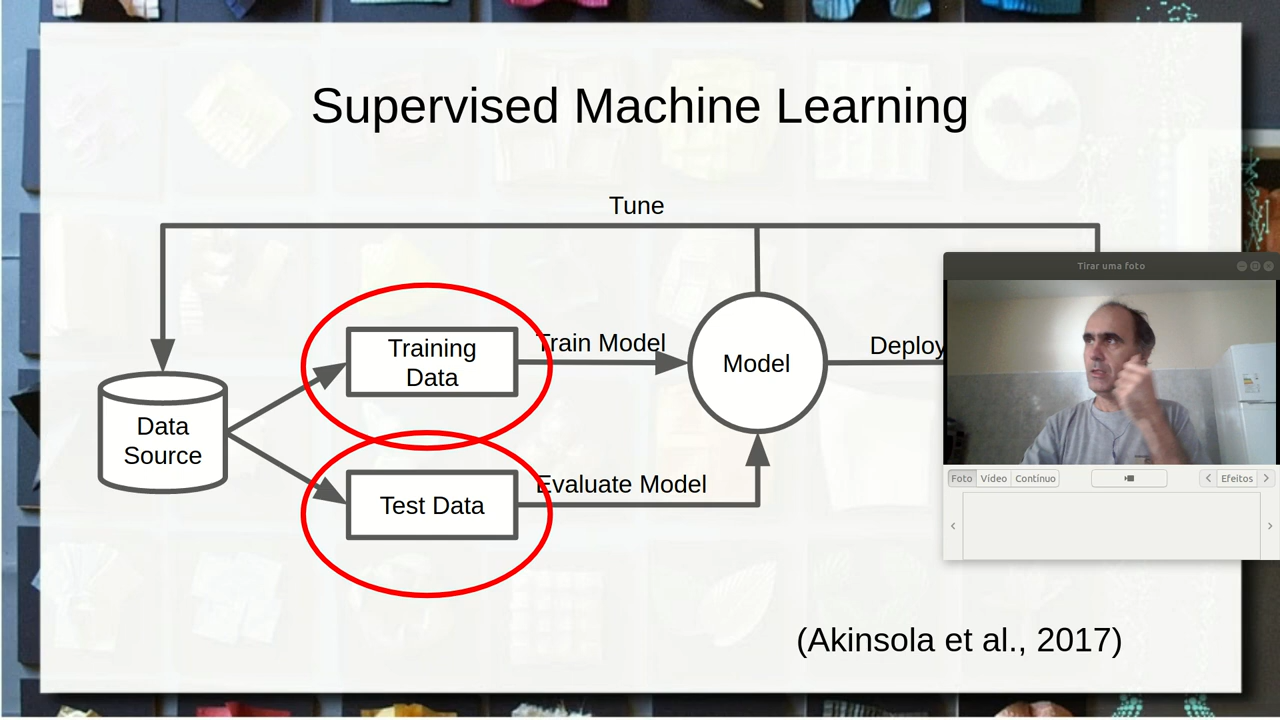 Supervised Machine Learning
Tune
Training
Data
Train Model
Model
Deploy
Data
Source
Test Data
Evaluate Model
Tirar uma foto
Foto
Vídeo
Contínuo
Efeitos
(Akinsola et al., 2017)